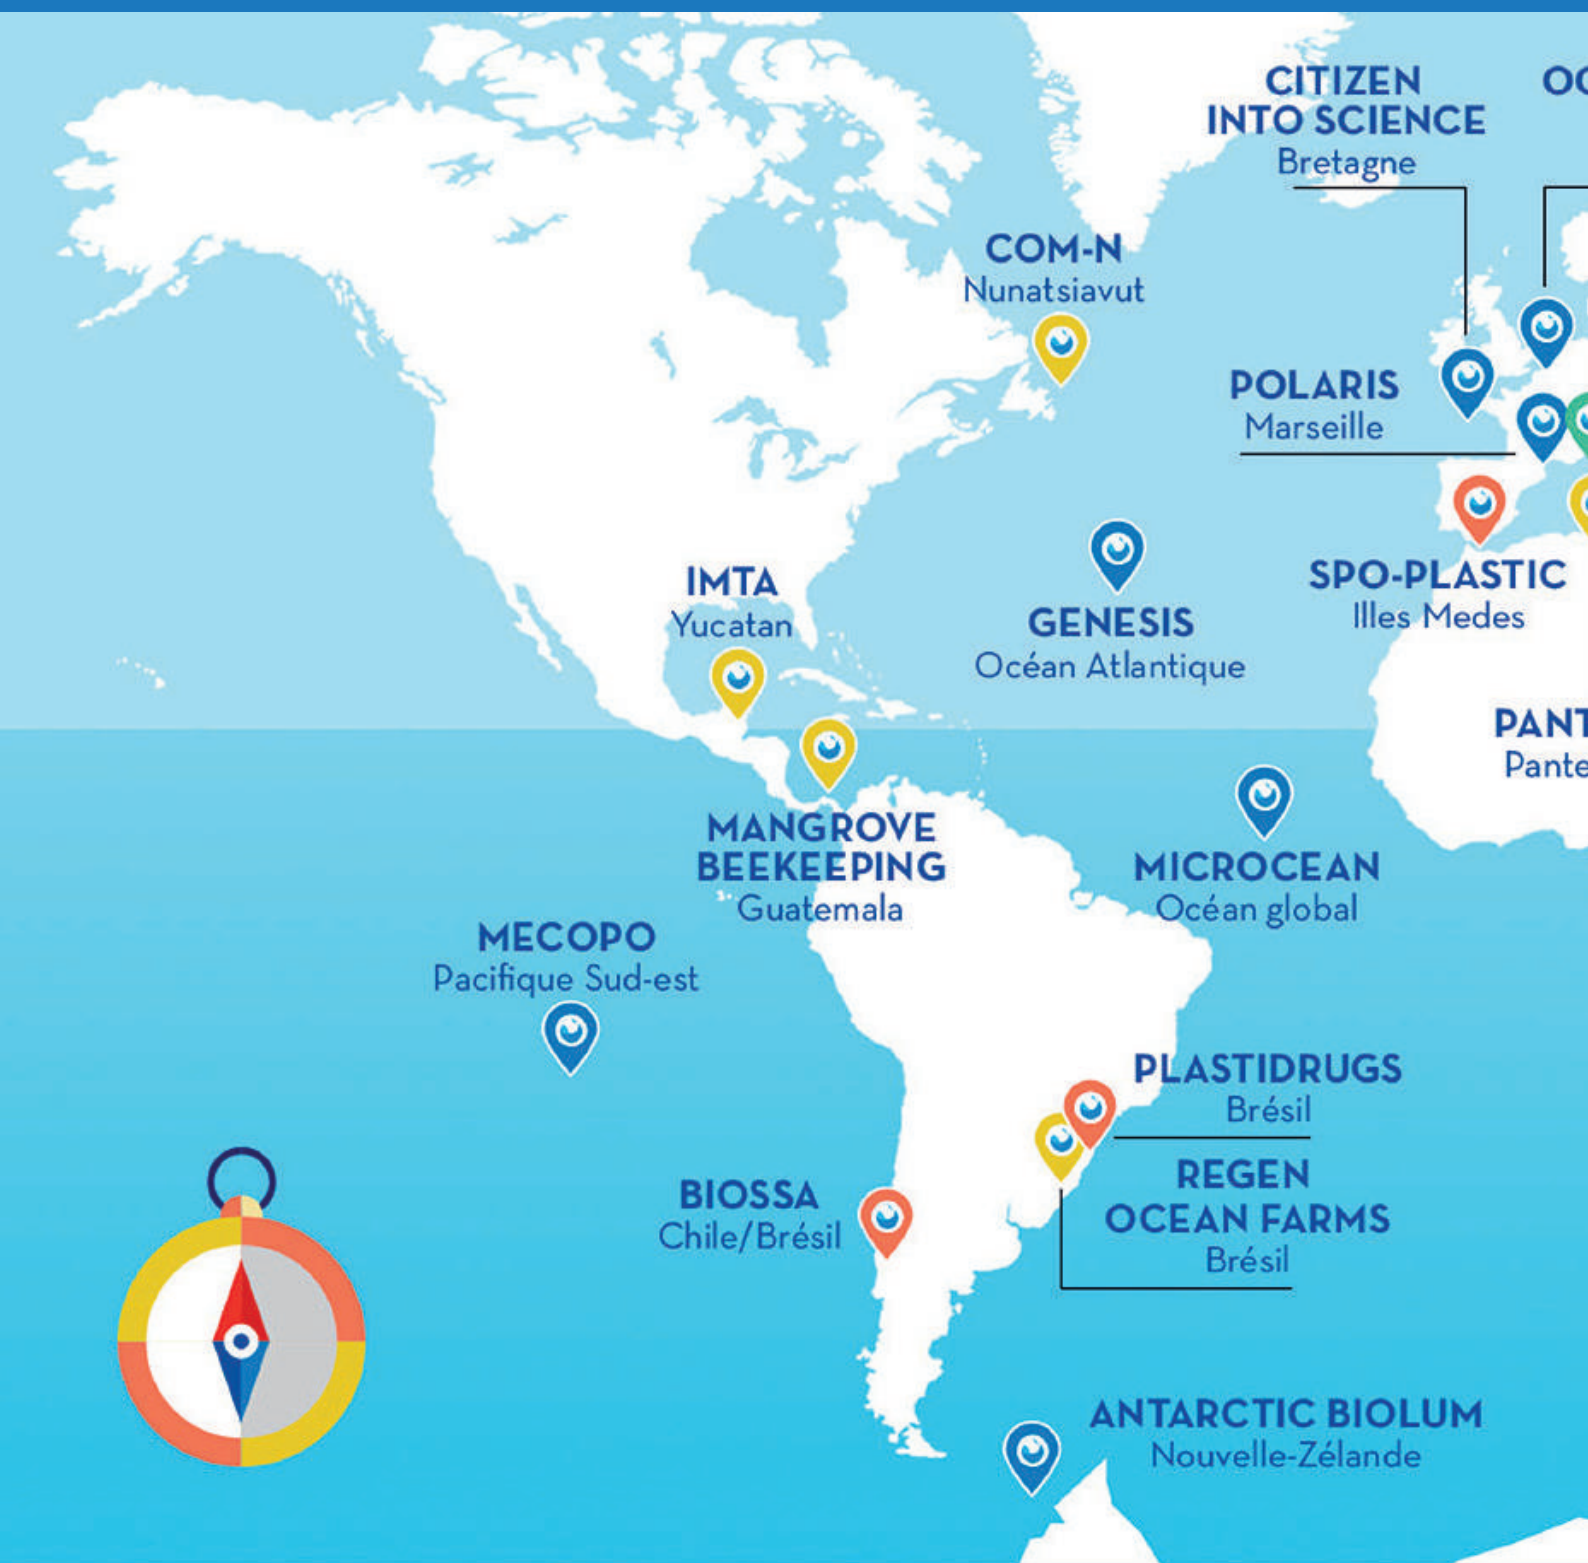 CITIZEN
INTO SCIENCE
Bretagne
COM-N
Nunatsiavut
POLARIS
Marseille
IMTA
Yucatan
GENESIS
Océan Atlantique
SPO-PLASTIC
Illes Medes
MANGROVE
BEEKEEPING
Guatemala
MICROCEAN
Océan global
MECOPO
Pacifique Sud-est
PLASTIDRUGS
Brésil
BIOSSA
Chile/Brésil
REGEN
OCEAN FARMS
Brésil
ANTARCTIC BIOLUM
Nouvelle-Zélande